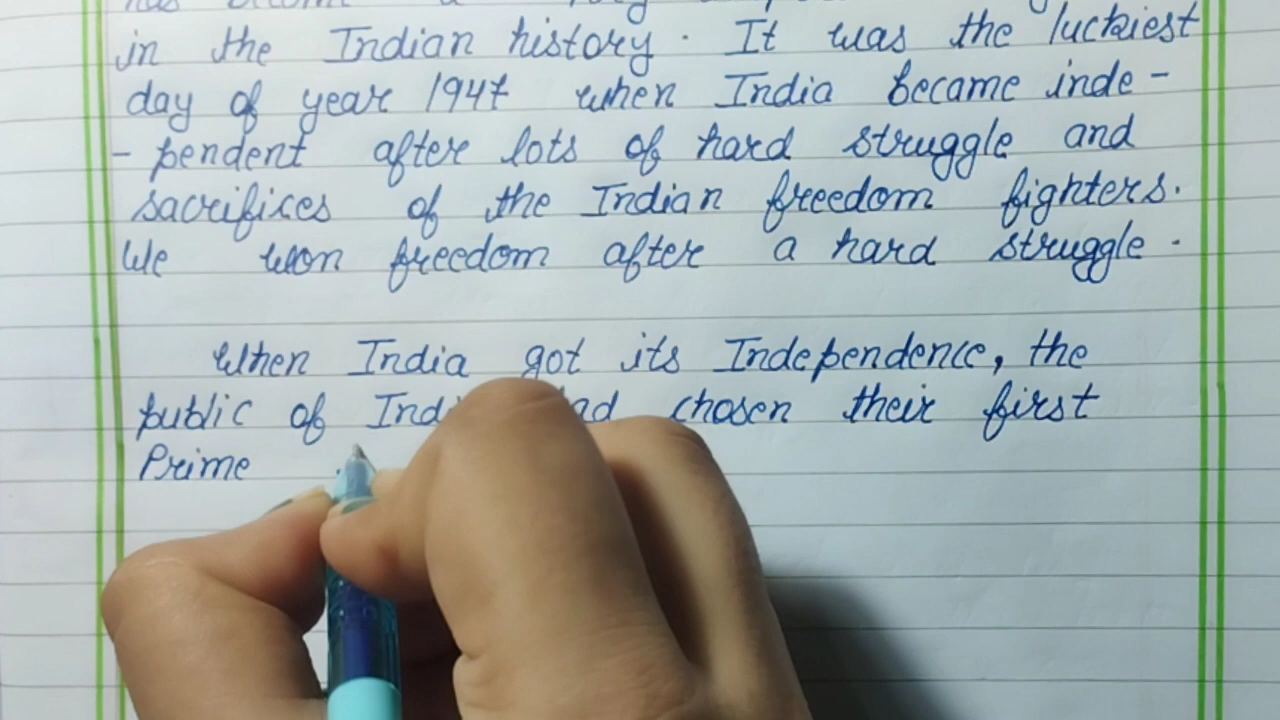 in the Indian history. It was the luckiest
day of year 1947 when India became inde-
-pendent after lots of hard struggle and
sacrifices of the Indian freedom fighters.
We won freedom after a hard struggle.
When India got its Independence, the
public of had chosen their first
Prime